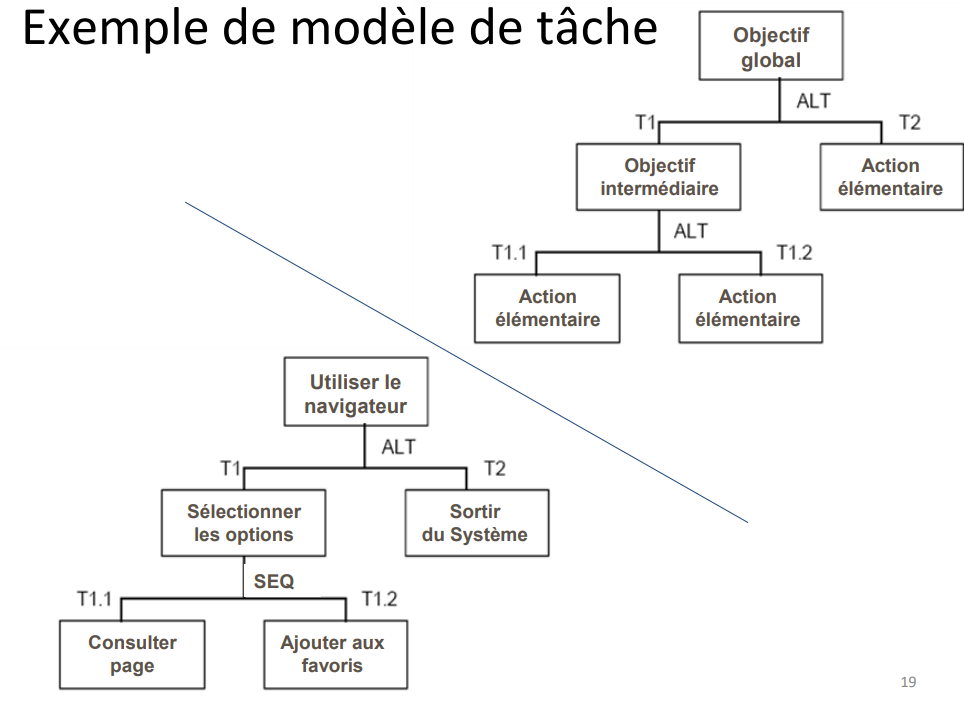 Exemple de modèle de tâche
Objectif
global
ALT
T1
T2
Objectif
intermédiaire
Action
élémentaire
ALT
T1.1
T1.2
Action
élémentaire
Action
élémentaire
Utiliser le
navigateur
ALT
T1
T2
Sélectionner
les options
Sortir
du Système
SEQ
T1.1
T1.2
Consulter
page
Ajouter aux
favoris
19